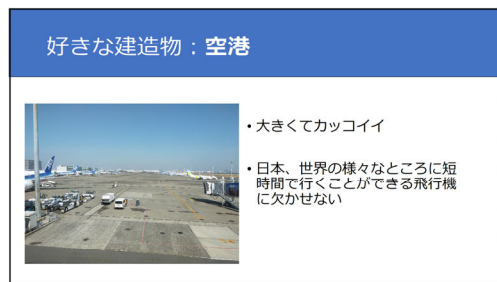 好きな建造物：空港
• 大きくてカッコイイ
• 日本、世界の様々なところに短
時間で行くことができる飛行機
に欠かせない